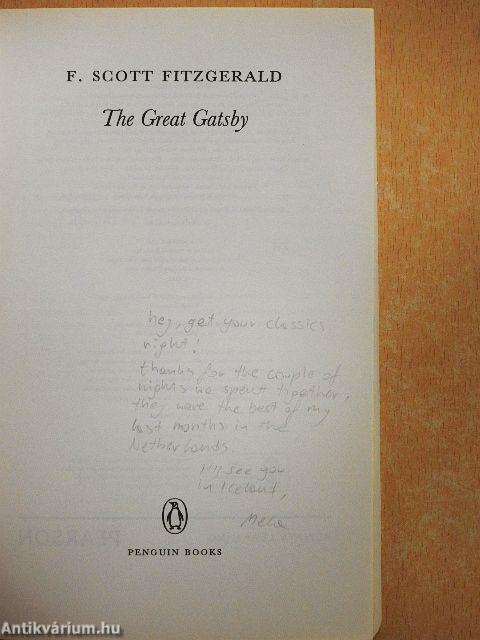 F. SCOTT FITZGERALD
The Great Gatsby
hey, get your classics
right!
thanks for the couple of
nights we spent together,
they were the best of my
last months in the
Netherlands
I'll see you
in Iceland,
PENGUIN BOOKS
PEARSON
Antikvárium.hu